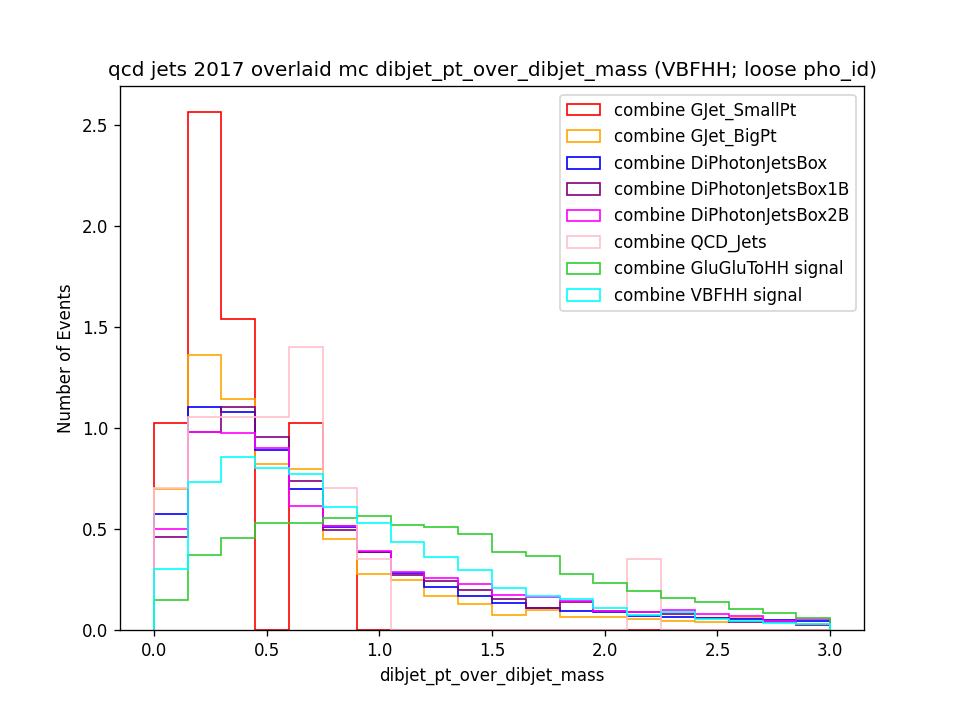 qcd jets 2017 overlaid mc dibjet_pt_over_dibjet_mass (VBFHH; loose pho_id)
combine GJet_SmallPt
combine GJet_BigPt
combine DiPhotonJetsBox
combine DiPhotonJetsBox1B
combine DiPhotonJetsBox2B
combine QCD_Jets
combine GluGluToHH signal
combine VBFHH signal
Number of Events
2.5
2.0
1.5
1.0
0.5
0.0
0.0 0.5 1.0 1.5 2.0 2.5 3.0
dibjet_pt_over_dibjet_mass